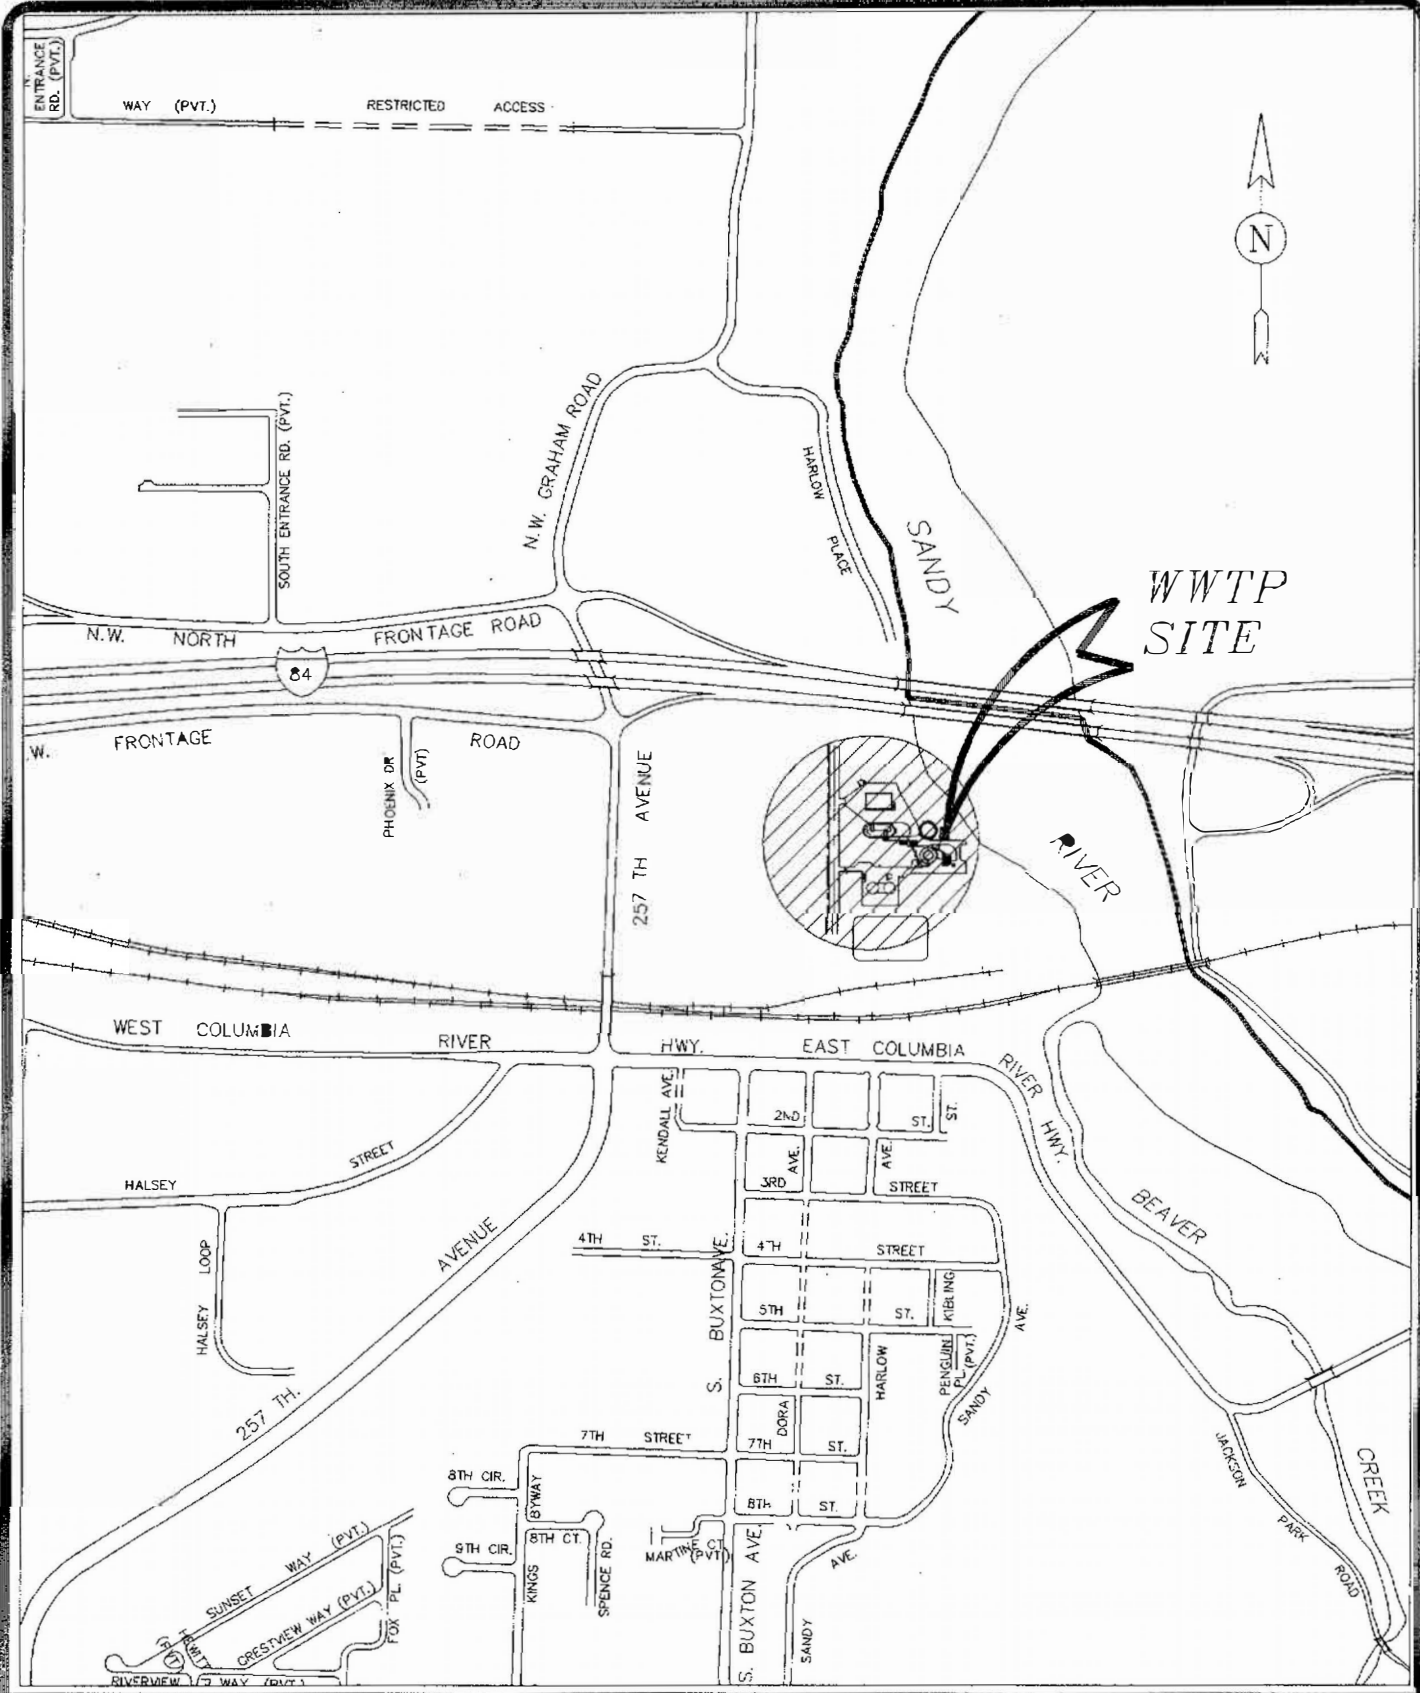 N.
ENTRANCE
RD. (PVT.)
WAY (PVT.)
RESTRICTED ACCESS
N
SOUTH ENTRANCE RD. (PVT.)
N.W. GRAHAM ROAD
HARLOW
PLACE
SANDY
WWTP
SITE
N.W. NORTH
FRONTAGE ROAD
84
.W.
FRONTAGE
ROAD
PHOENIX DR
(PVT)
257 TH AVENUE
RIVER
WEST COLUMBIA
RIVER
HWY.
EAST COLUMBIA
RIVER
HWY.
KENDALL AVE.
2ND
ST.
ST.
AVE.
AVE.
STREET
HALSEY
3RD
STREET
BEAVER
AVENUE
4TH ST.
4TH
STREET
HALSEY LOOP
S. BUXTON AVE.
5TH
ST.
KIBLING
AVE.
HARLOW
PENGUIN
PL. (PVT.)
6TH
ST.
SANDY
257 TH.
DORA
7TH STREET
7TH
ST.
JACKSON
CREEK
8TH CIR.
BYWAY
8TH
ST.
PARK
8TH CT.
9TH CIR.
MARTINE CT
(PVT)
AVE.
ROAD
SUNSET WAY (PVT.)
FOX PL. (PVT.)
KINGS
SPENCE RD.
S. BUXTON AVE.
CRESTVIEW WAY (PVT.)
HEWITT
(PVT)
SANDY
RIVERVIEW
WAY (PVT.)